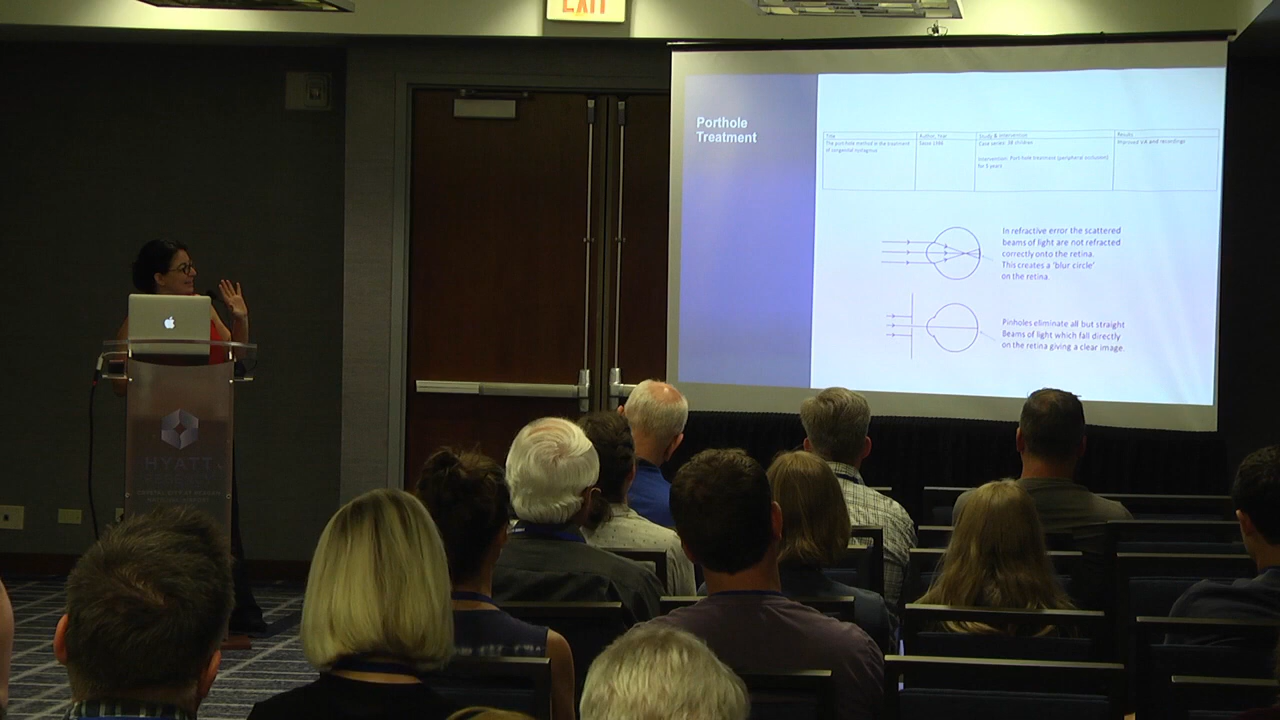 EXIT
Porthole
Treatment
Title Author, Year Study & Intervention Results
The port hole method in the treatment Case series: 38 children Improved VA and recordings
of congenital nystagmus
Intervention: Port hole treatment (peripheral occlusion)
for 5 years
In refractive error the scattered
beams of light are not refracted
correctly onto the retina.
This creates a 'blur circle'
on the retina.
Pinholes eliminate all but straight
Beams of light which fall directly
on the retina giving a clear image.
HYATT